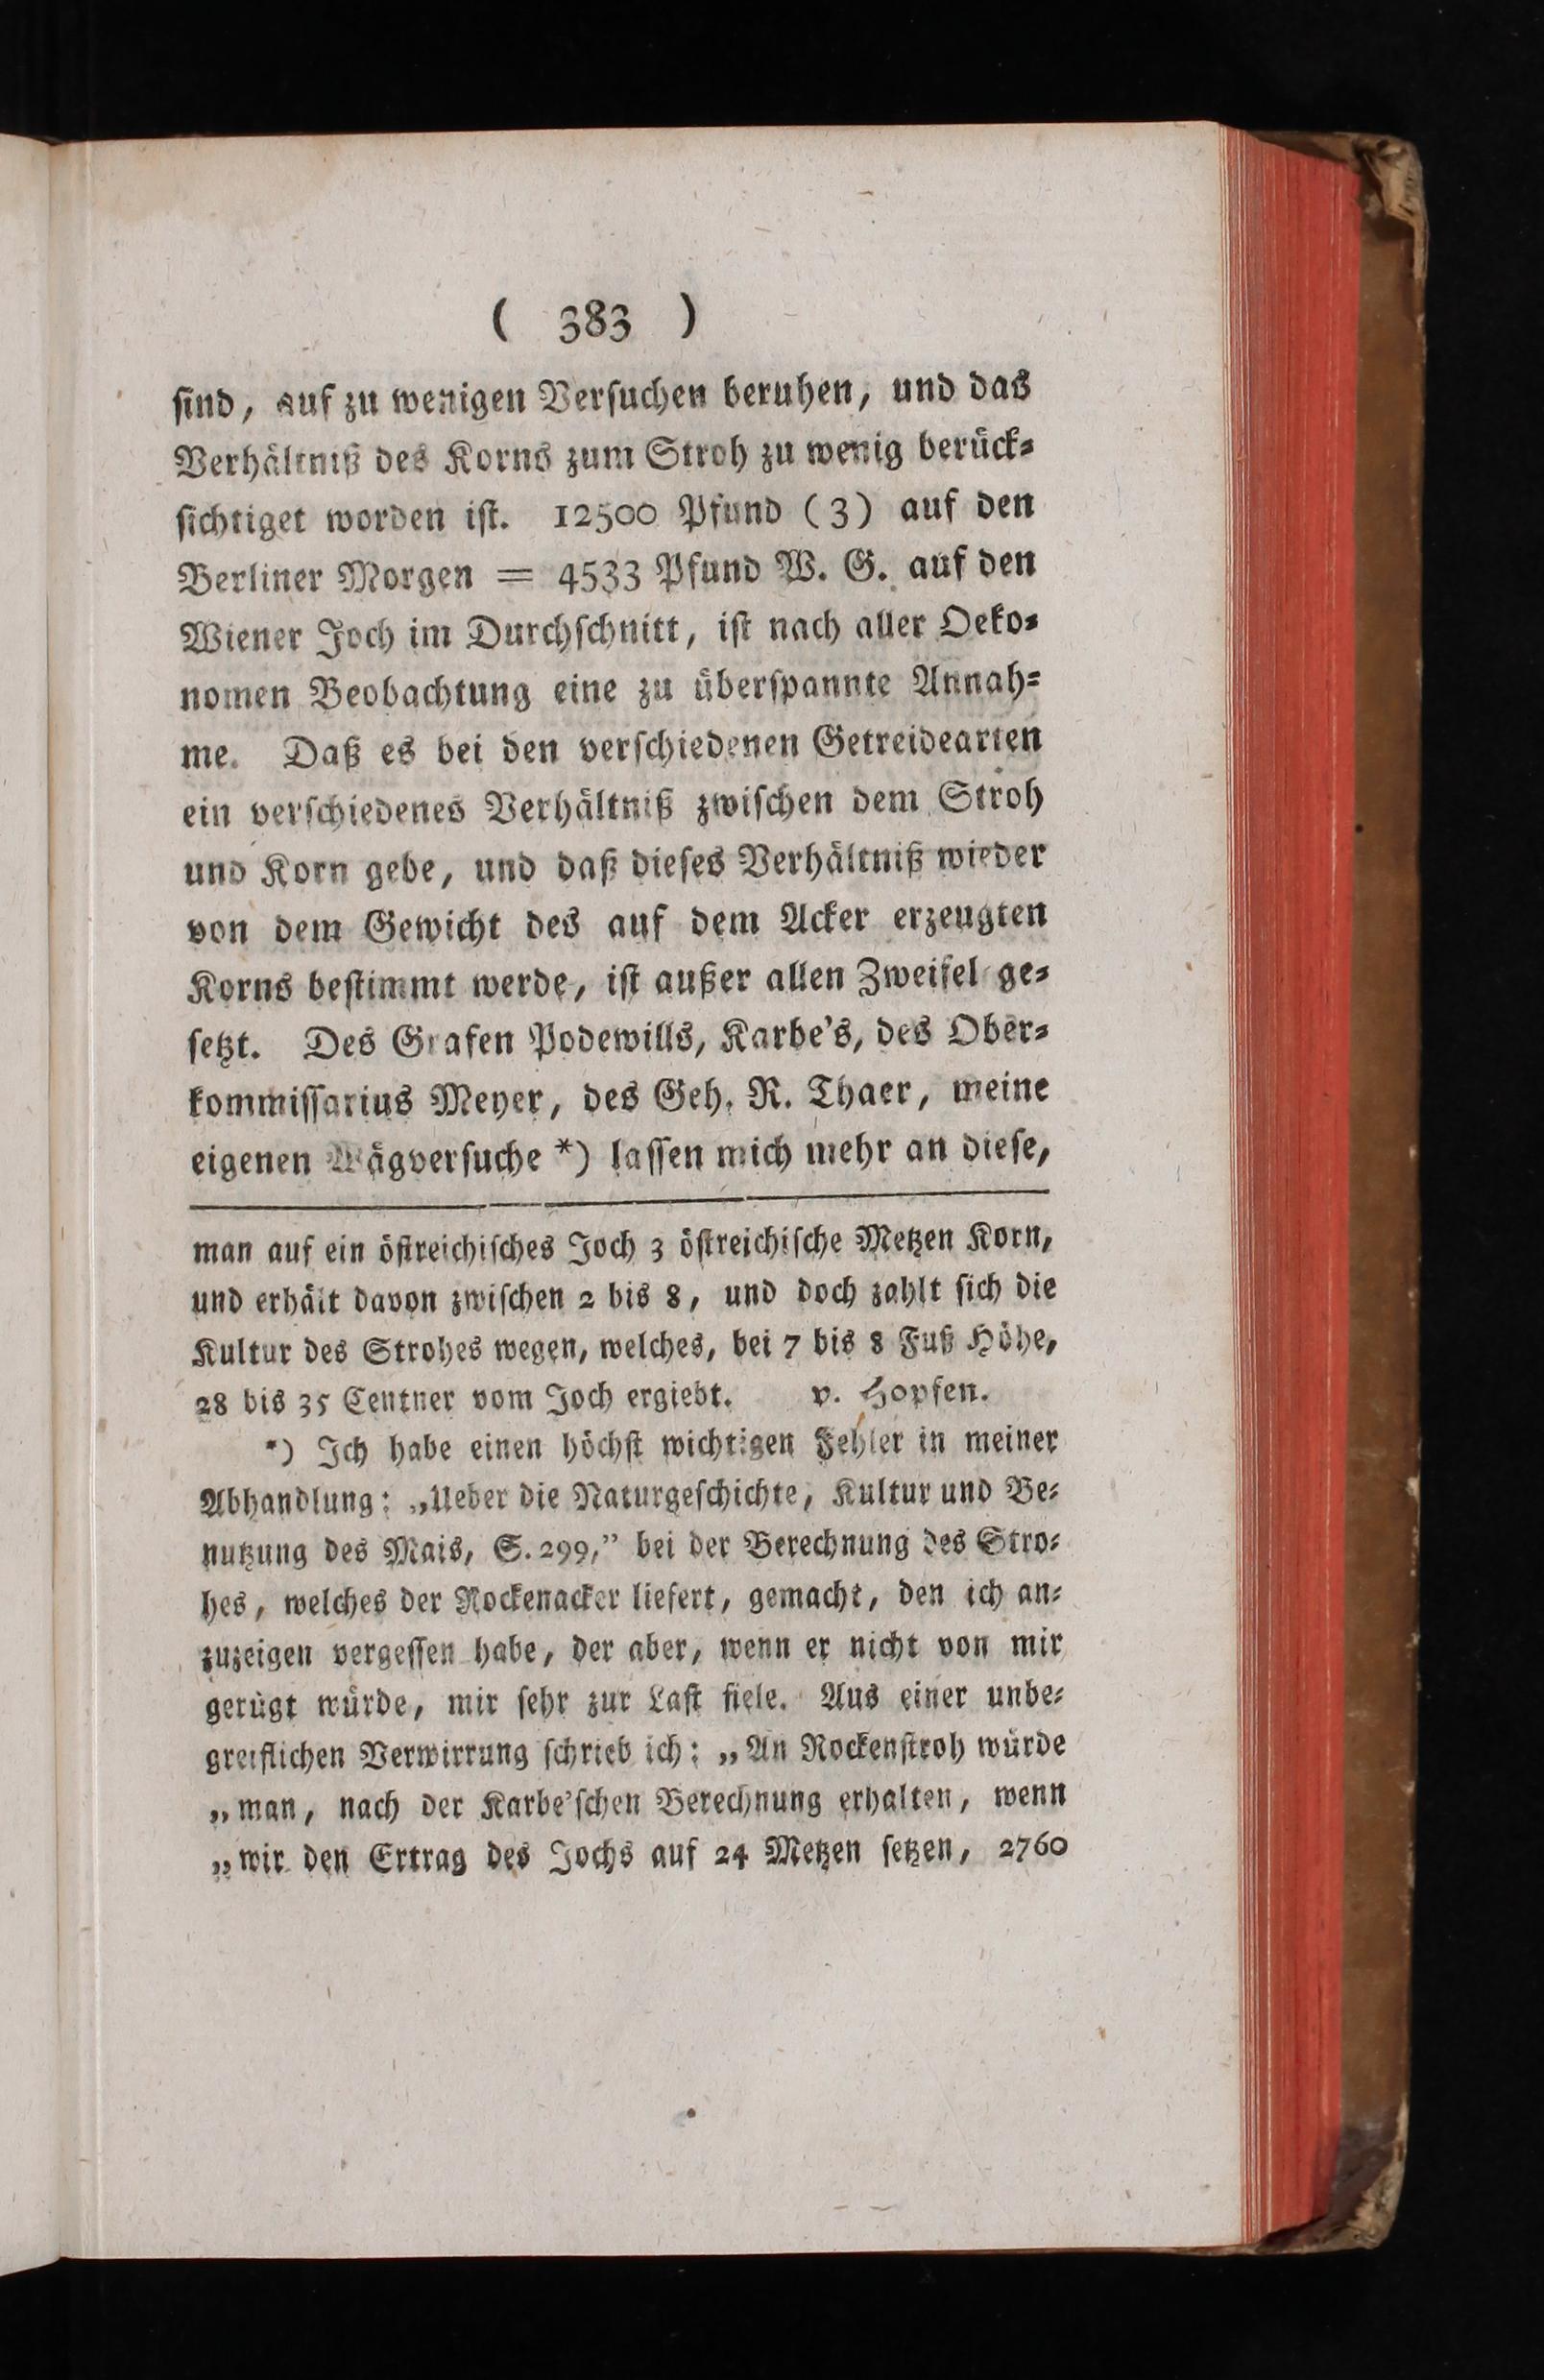 ( 383 )
ſind, auf zu wenigen Verſuchen beruhen, und das
Verhältniß des Korns zum Stroh zu wenig berück⸗
ſichtiget worden iſt. 12500 Pfund (3) auf den
Berliner Morgen = 4533 Pfund W. G. auf den
Wiener Joch im Durchſchnitt, iſt nach aller Oeko⸗
nomen Beobachtung eine zu überſpannte Annah⸗
me. Daß es bei den verſchiedenen Getreidearten
ein verſchiedenes Verhältniß zwiſchen dem Stroh
und Korn gebe, und daß dieſes Verhältniß wieder
von dem Gewicht des auf dem Acker erzeugten
Korns beſtimmt werde, iſt außer allen Zweifel ge⸗
ſetzt. Des Grafen Podewills, Karbe's, des Ober⸗
kommiſſarius Meyer, des Geh. R. Thaer, meine
eigenen Wägverſuche *) laſſen mich mehr an dieſe,
man auf ein öſtreichiſches Joch 3 öſtreichiſche Metzen Korn,
und erhält davon zwiſchen 2 bis 8, und doch zahlt ſich die
Kultur des Strohes wegen, welches, bei 7 bis 8 Fuß Höhe,
28 bis 35 Centner vom Joch ergiebt. v. Hopfen.
*) Ich habe einen höchſt wichtigen Fehler in meiner
Abhandlung: „Ueber die Naturgeſchichte, Kultur und Be⸗
nutzung des Mais, S. 299,” bei der Berechnung des Stro⸗
hes, welches der Rockenacker liefert, gemacht, den ich an⸗
zuzeigen vergeſſen habe, der aber, wenn er nicht von mir
gerügt würde, mir ſehr zur Laſt fiele. Aus einer unbe⸗
greiflichen Verwirrung ſchrieb ich: „An Rockenſtroh würde
„man, nach der Karbe'ſchen Berechnung erhalten, wenn
„wir den Ertrag des Jochs auf 24 Metzen ſetzen, 2760